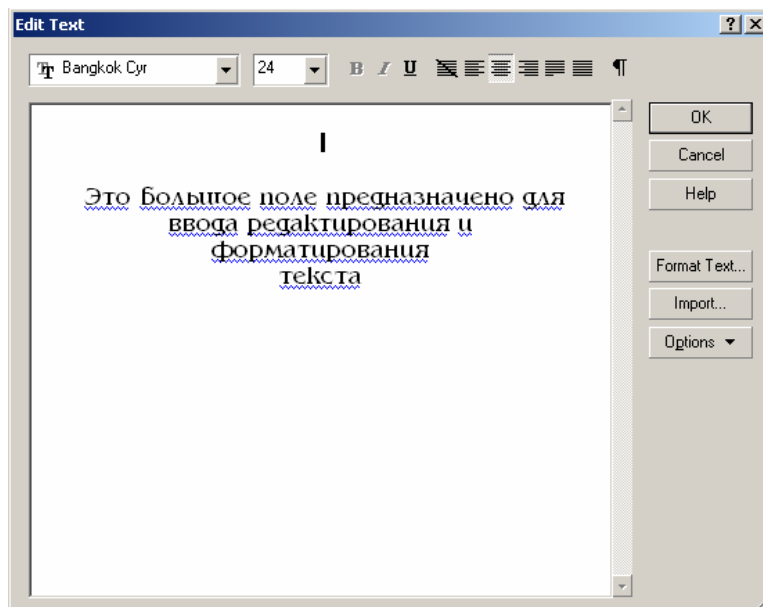 Edit Text
Bangkok Cyr 24 B I U ¶
Это большое поле предназначено для
ввода редактирования и
форматирования
текста
OK
Cancel
Help
Format Text...
Import...
Options